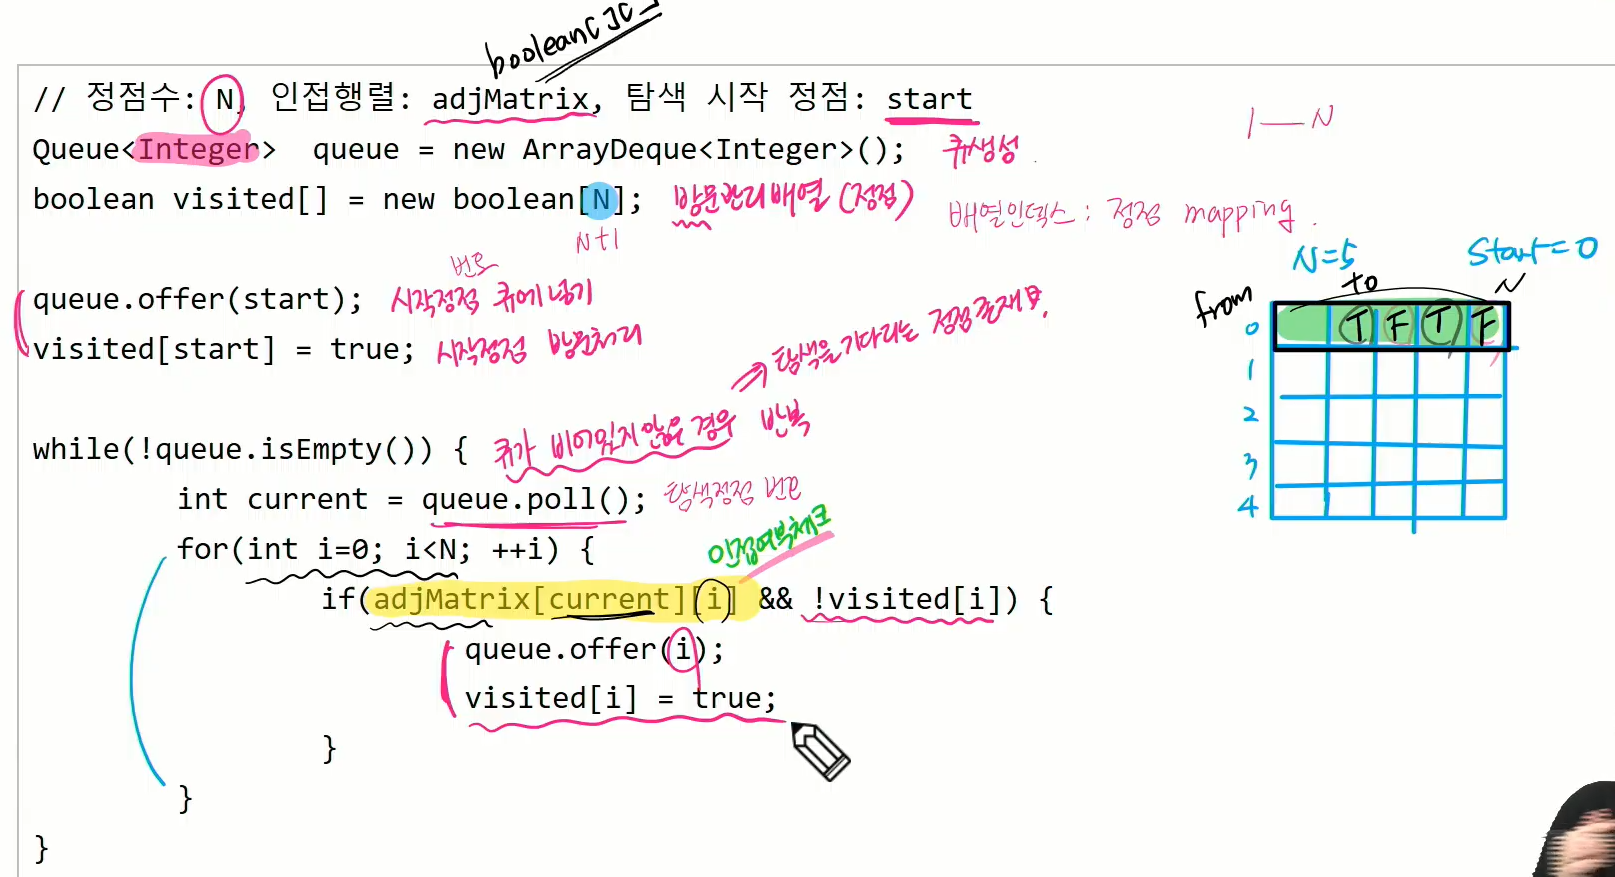 boolean[][]
// 정점수: N, 인접행렬: adjMatrix, 탐색 시작 정점: start
1—N
Queue<Integer> queue = new ArrayDeque<Integer>(); 큐생성
boolean visited[] = new boolean[N]; 방문관리배열 (정점)
배열인덱스 : 정점 mapping.
N+1
N=5
Start=0
번호
to
from
queue.offer(start); 시작정점 큐에 넣기
visited[start] = true; 시작정점 방문처리
0 T F T F
1
2
3
4
⇒ 탐색을 기다리는 정점존재
while(!queue.isEmpty()) { 큐가 비어있지 않을 경우 반복
int current = queue.poll(); 탐색정점 번호
for(int i=0; i<N; ++i) {
인접여부체크
if(adjMatrix[current][i] && !visited[i]) {
queue.offer(i);
visited[i] = true;
}
}
}